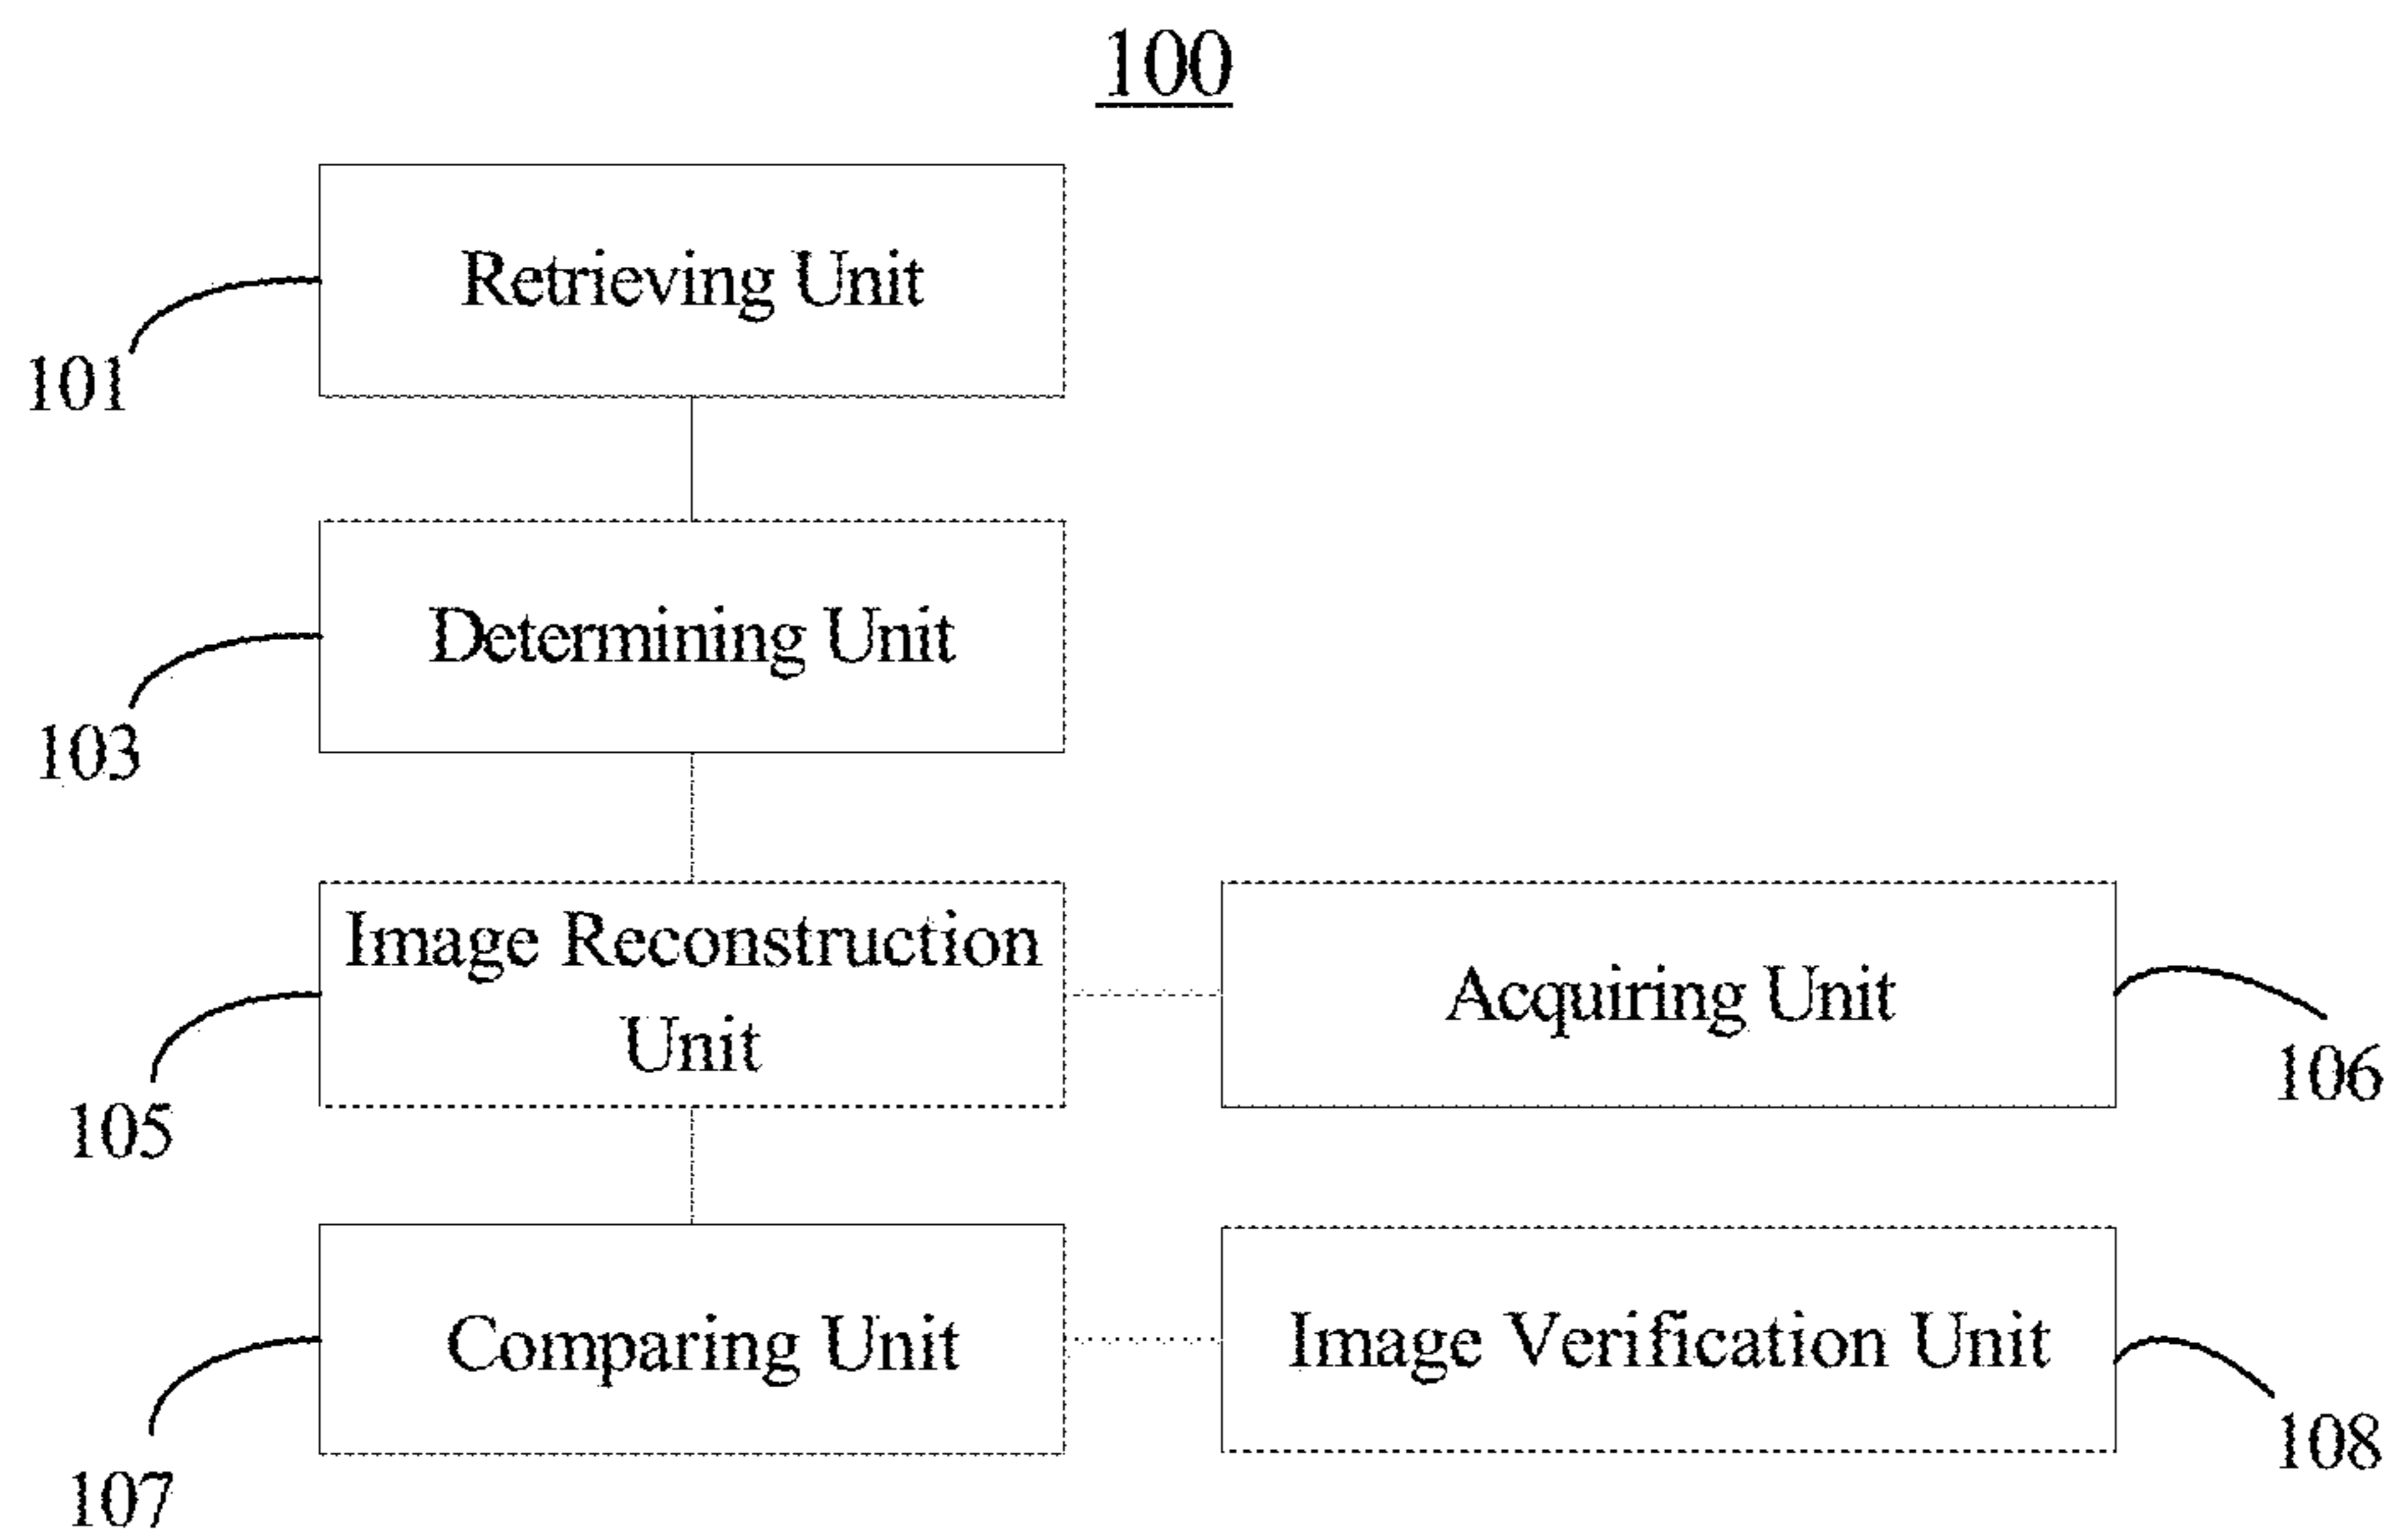 100
Retrieving Unit
101
Determining Unit
103
Image Reconstruction
Unit
105
Acquiring Unit
106
Comparing Unit
107
Image Verification Unit
108